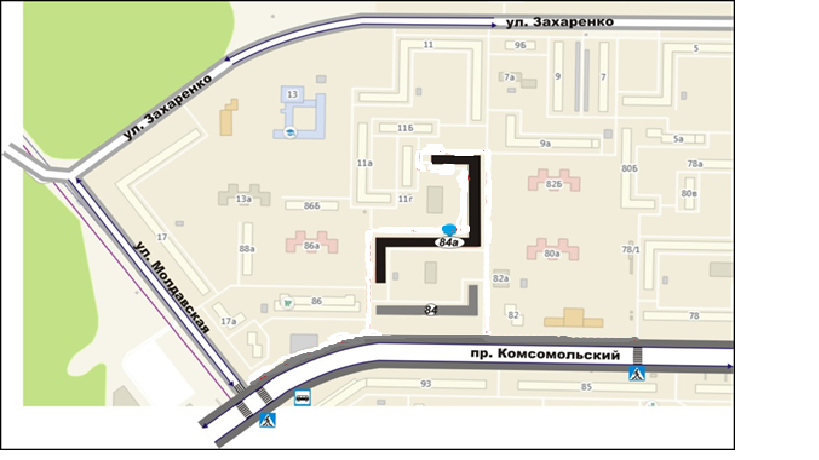 ул. Захаренко
11
9Б
5
7а
9
7
13
ул. Захаренко
11Б
9а
5а
11а
80Б
78а
82Б
13а
11г
80в
86Б
17
84а
88а
86а
80а
78/1
ул. Молдавская
82а
86
84
82
78
17а
пр. Комсомольский
93
85